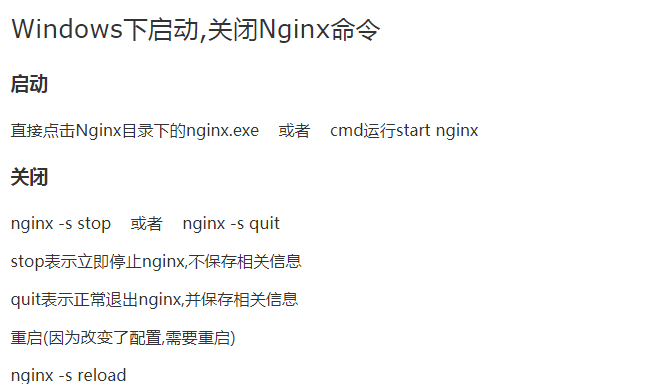 Windows下启动,关闭Nginx命令
启动
直接点击Nginx目录下的nginx.exe 或者 cmd运行start nginx
关闭
nginx -s stop 或者 nginx -s quit
stop表示立即停止nginx,不保存相关信息
quit表示正常退出nginx,并保存相关信息
重启(因为改变了配置,需要重启)
nginx -s reload